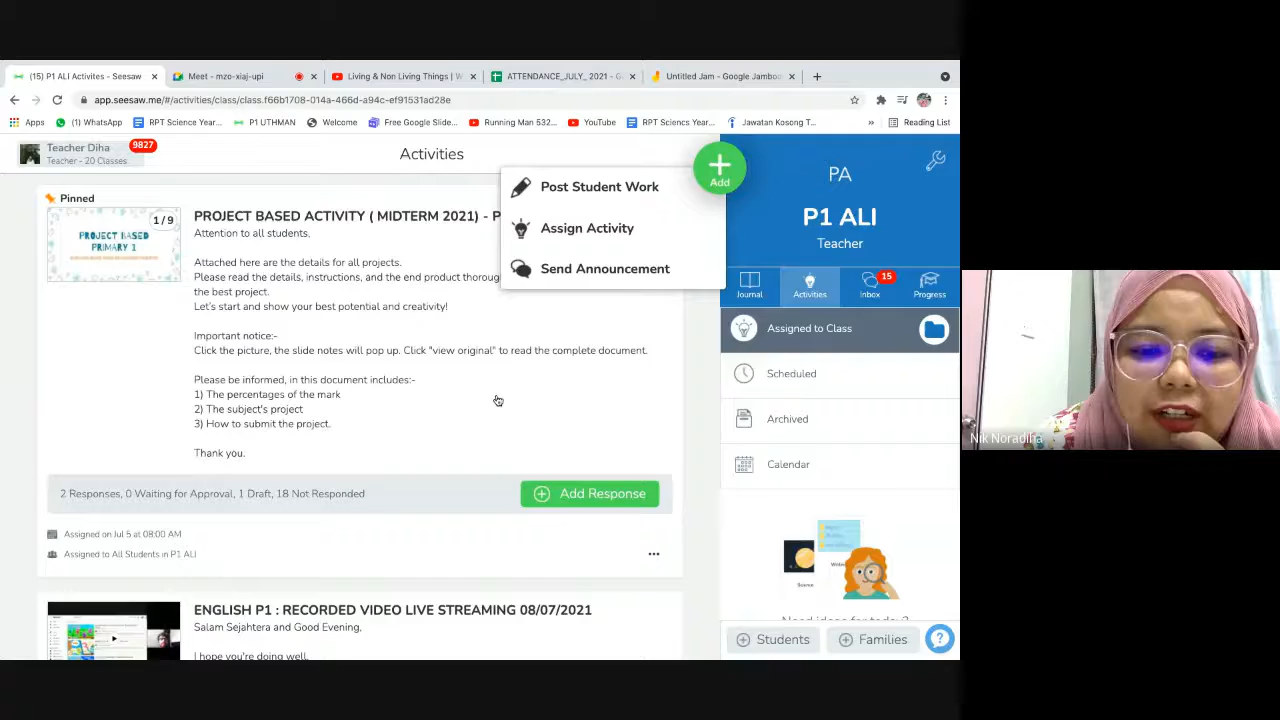 (15) P1 ALI Activites - Seesaw
Meet - mzo-xiaj-upi
Living & Non Living Things | W
ATTENDANCE_JULY_ 2021 - G
Untitled Jam - Google Jamboa
app.seesaw.me/#/activities/class/class.f66b1708-014a-466d-a94c-ef91531ad28e
Apps
(1) WhatsApp
RPT Science Year...
P1 UTHMAN
Welcome
Free Google Slide...
Running Man 532...
YouTube
RPT Sciencs Year...
Jawatan Kosong T...
»
Reading List
Teacher Diha
Teacher - 20 Classes
9827
Activities
Add
Post Student Work
Assign Activity
Send Announcement
PA
P1 ALI
Teacher
Journal
Activities
15
Inbox
Progress
Assigned to Class
Scheduled
Archived
Calendar
Science
Students
Families
?
Pinned
1 / 9
PROJECT BASED
PRIMARY 1
PROJECT BASED ACTIVITY ( MIDTERM 2021) - P
Attention to all students,
Attached here are the details for all projects.
Please read the details, instructions, and the end product thoroug
the best project.
Let's start and show your best potential and creativity!
Important notice:-
Click the picture, the slide notes will pop up. Click "view original" to read the complete document.
Please be informed, in this document includes:-
1) The percentages of the mark
2) The subject's project
3) How to submit the project.
Thank you.
2 Responses, 0 Waiting for Approval, 1 Draft, 18 Not Responded
Add Response
Assigned on Jul 5 at 08:00 AM
Assigned to All Students in P1 ALI
ENGLISH P1 : RECORDED VIDEO LIVE STREAMING 08/07/2021
Salam Sejahtera and Good Evening,
I hope you're doing well.
Nik Noradiha